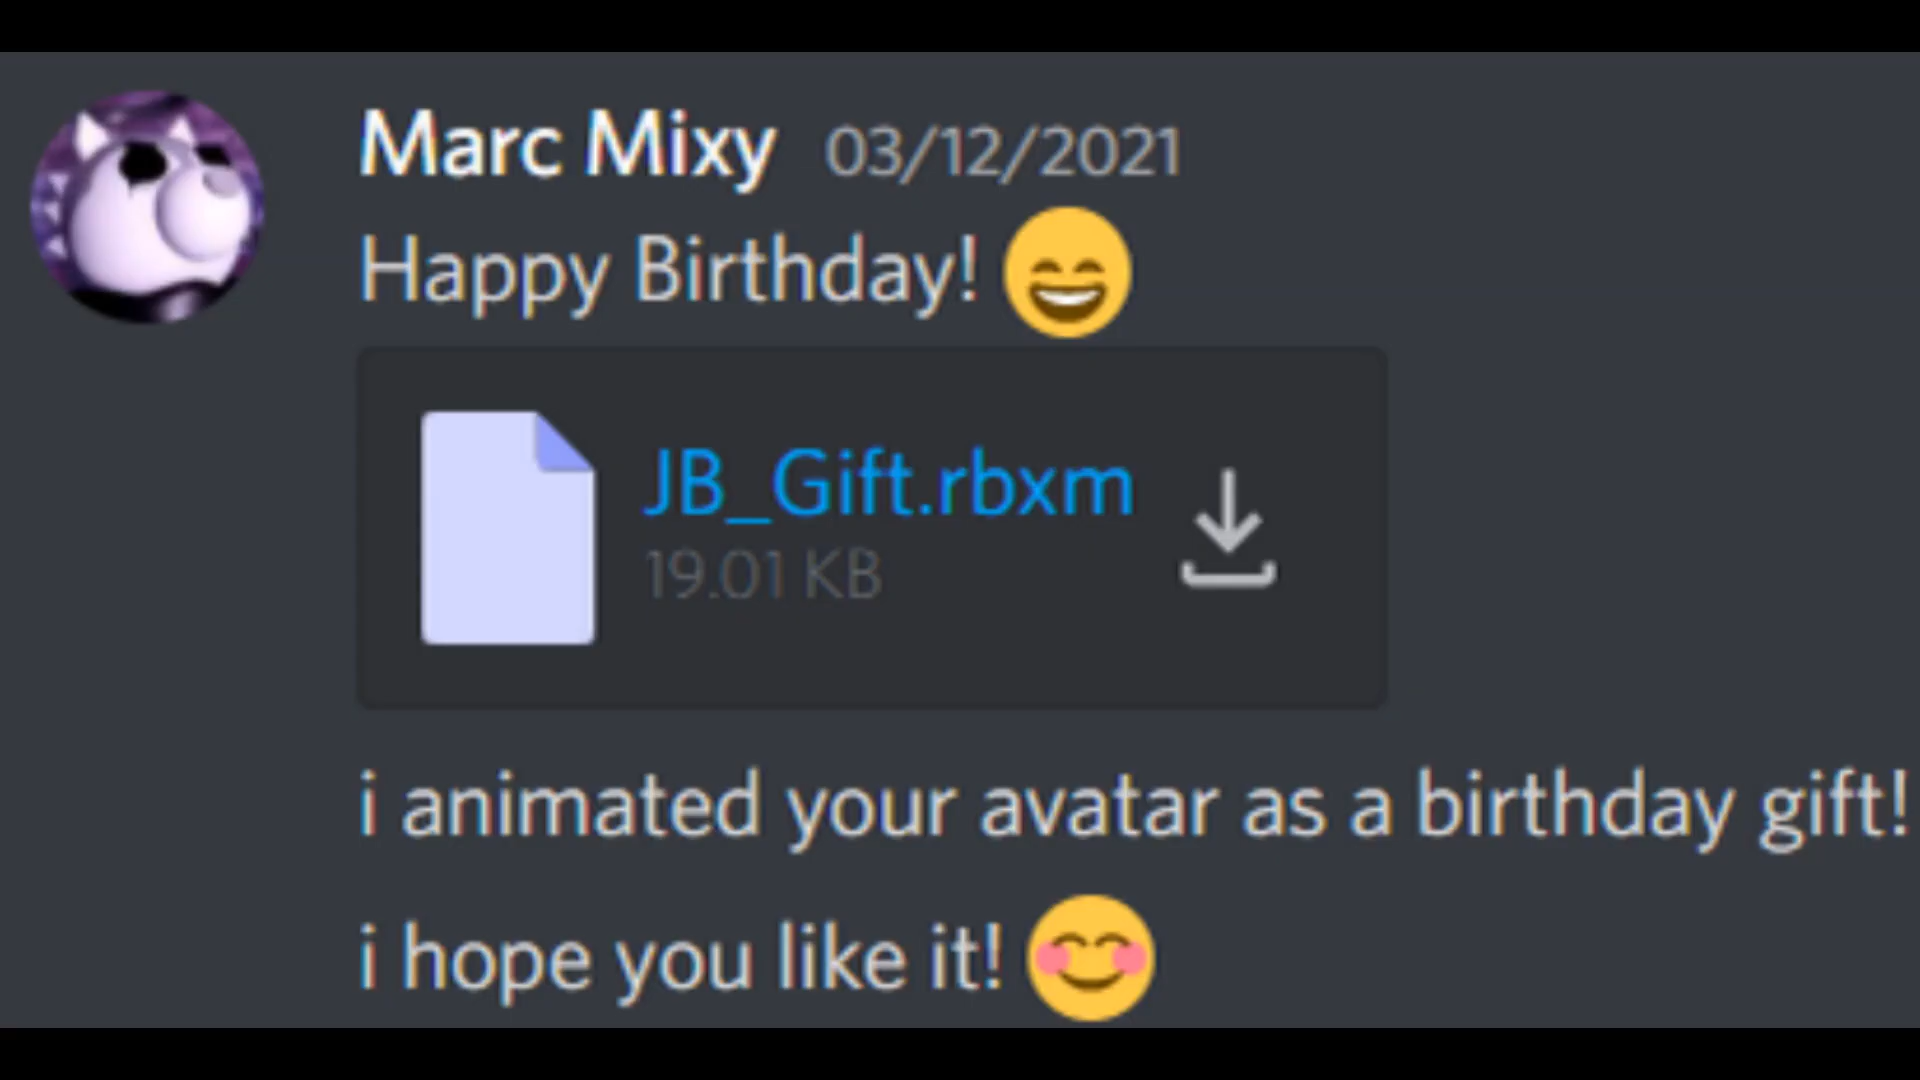 Marc Mixy 03/12/2021
Happy Birthday! 😄
JB_Gift.rbxm
19.01 KB
i animated your avatar as a birthday gift!
i hope you like it! 😊